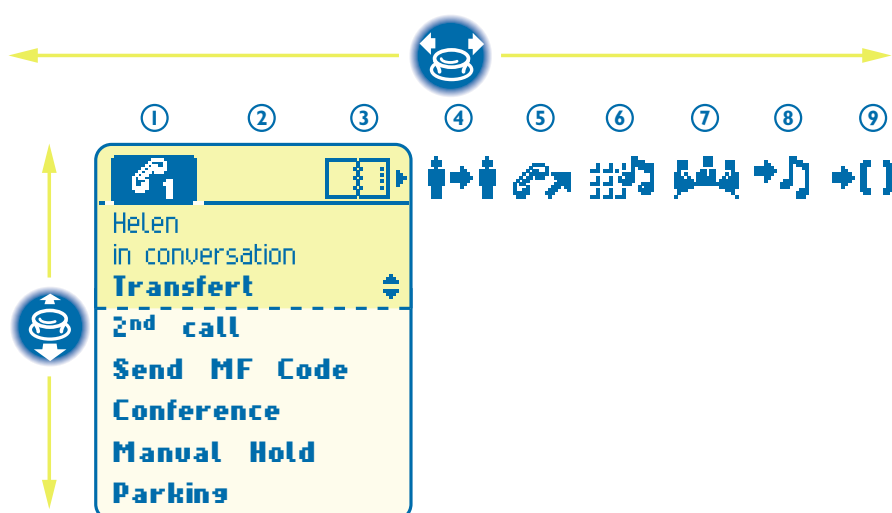 ① ② ③ ④ ⑤ ⑥ ⑦ ⑧ ⑨
1
Helen
in conversation
Transfert
2nd call
Send MF Code
Conference
Manual Hold
Parking